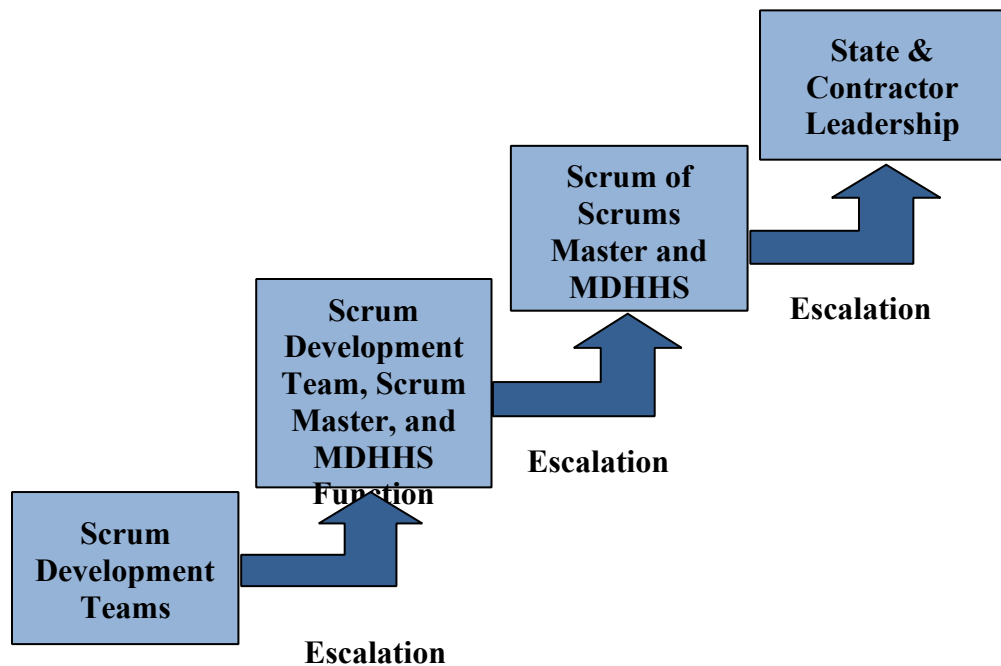 State &
Contractor
Leadership
Scrum of
Scrums
Master and
MDHHS
Escalation
Scrum
Development
Team, Scrum
Master, and
MDHHS
Function
Escalation
Scrum
Development
Teams
Escalation